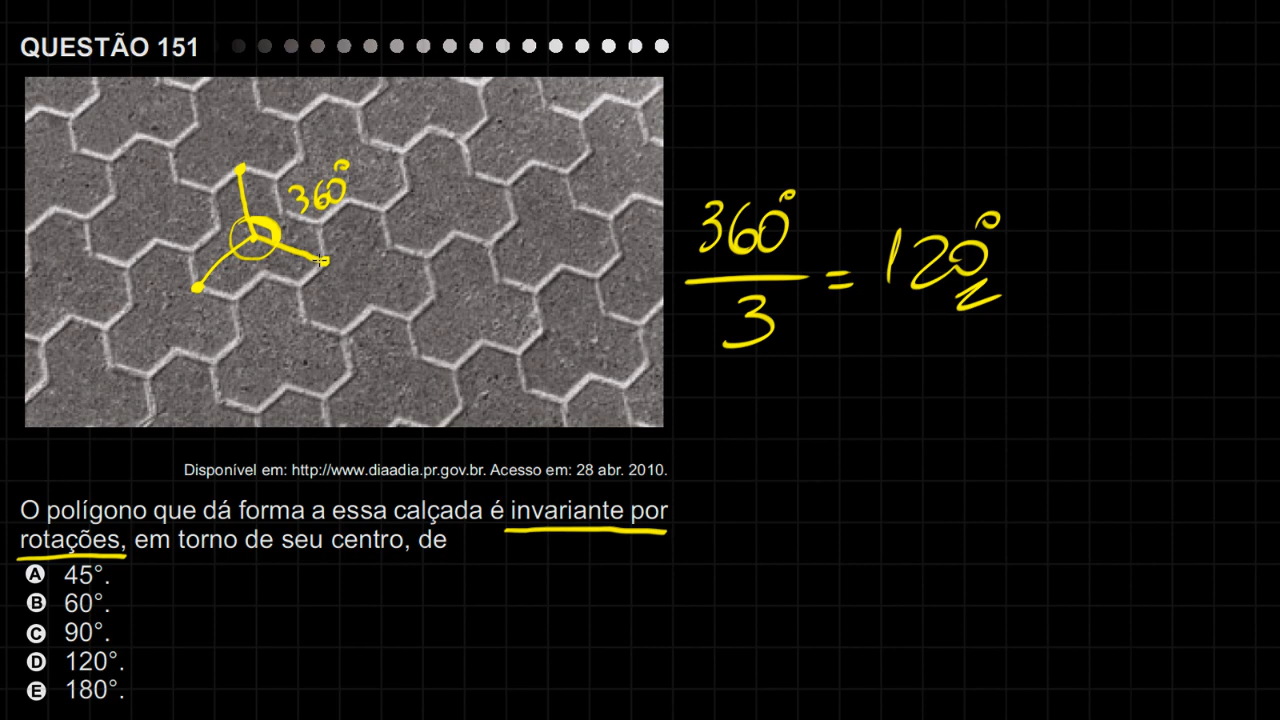 QUESTÃO 151
360°
Disponível em: http://www.diaadia.pr.gov.br. Acesso em: 28 abr. 2010.
O polígono que dá forma a essa calçada é invariante por
rotações, em torno de seu centro, de
A 45°.
B 60°.
C 90°.
D 120°.
E 180°.
360°
3
= 120°